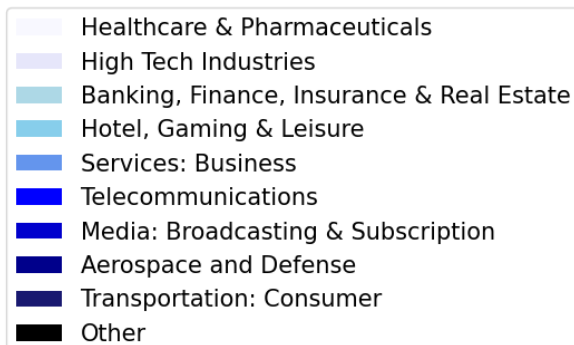 Healthcare & Pharmaceuticals
High Tech Industries
Banking, Finance, Insurance & Real Estate
Hotel, Gaming & Leisure
Services: Business
Telecommunications
Media: Broadcasting & Subscription
Aerospace and Defense
Transportation: Consumer
Other